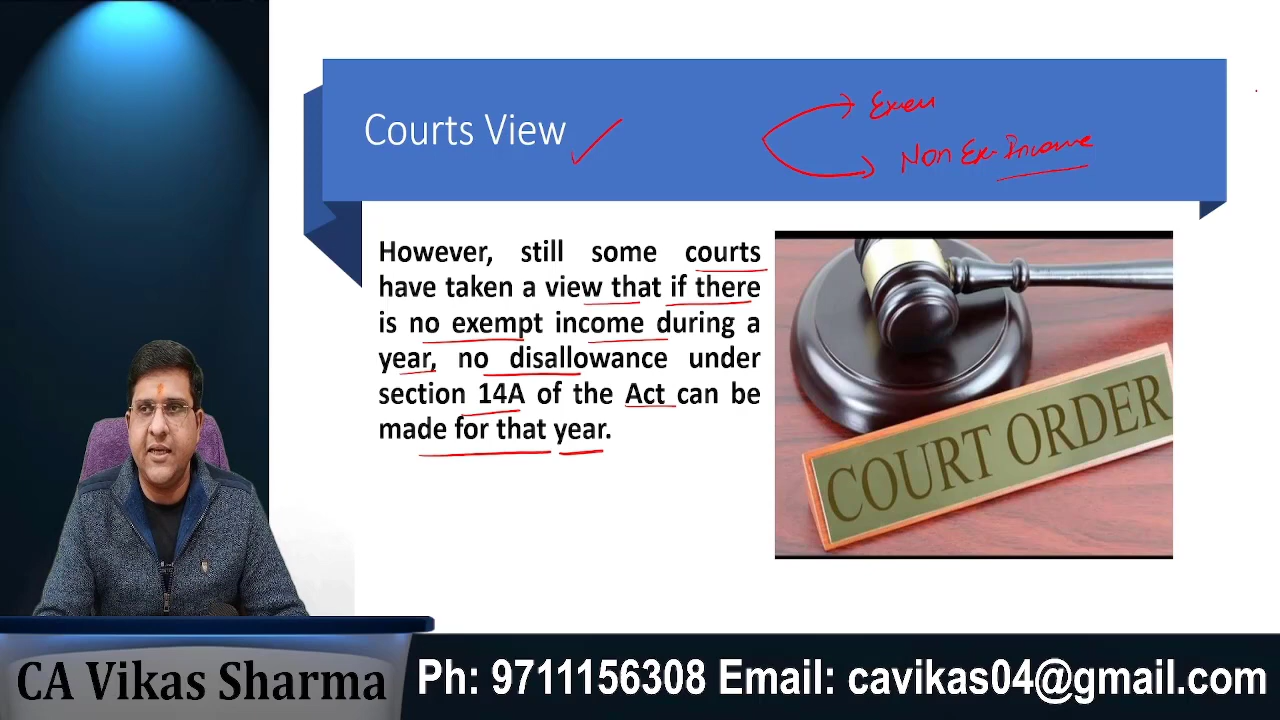 Courts View
Exem
Non Ex. Income
However, still some courts
have taken a view that if there
is no exempt income during a
year, no disallowance under
section 14A of the Act can be
made for that year.
COURT ORDER
CA Vikas Sharma
Ph: 9711156308 Email: cavikas04@gmail.com